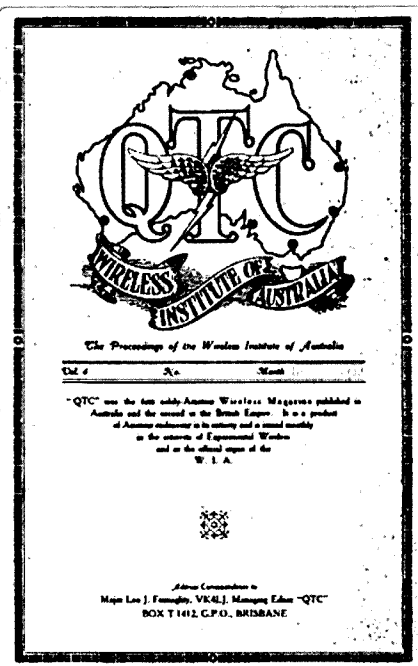 QTC
WIRELESS
INSTITUTE OF
AUSTRALIA
The Proceedings of the Wireless Institute of Australia
Vol. 4 No. Month
"QTC" was the first solely Amateur Wireless Magazine published in
Australia and the second in the British Empire. It is a product
of Amateur endeavour in its entirety and is issued monthly
in the interests of Experimental Wireless
and as the official organ of the
W. I. A.
Address Correspondence to
Major Leo J. Feenaghty, VK4LJ, Managing Editor "QTC"
BOX T 1412, G.P.O., BRISBANE